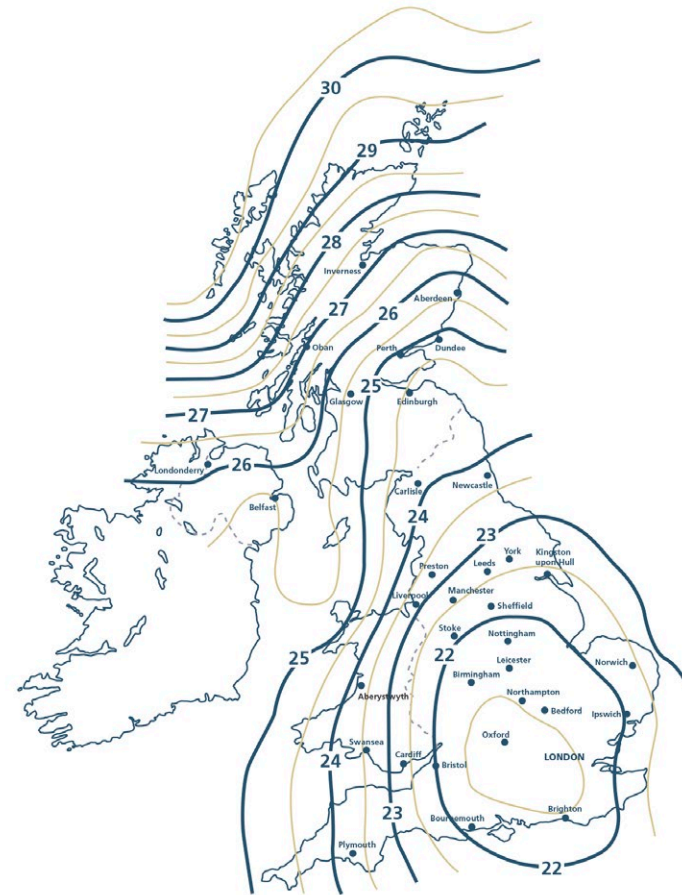 30
29
28
Inverness
27
Aberdeen
26
Oban
Perth
Dundee
25
Glasgow
Edinburgh
27
Londonderry
26
Carlisle
Newcastle
Belfast
24
23
York
Kingston
upon Hull
Leeds
Preston
Liverpool
Manchester
Sheffield
Stoke
Nottingham
22
25
Leicester
Norwich
Birmingham
Aberystwyth
Northampton
Bedford
Ipswich
Oxford
Swansea
Cardiff
Bristol
LONDON
24
23
Brighton
Bournemouth
Plymouth
22